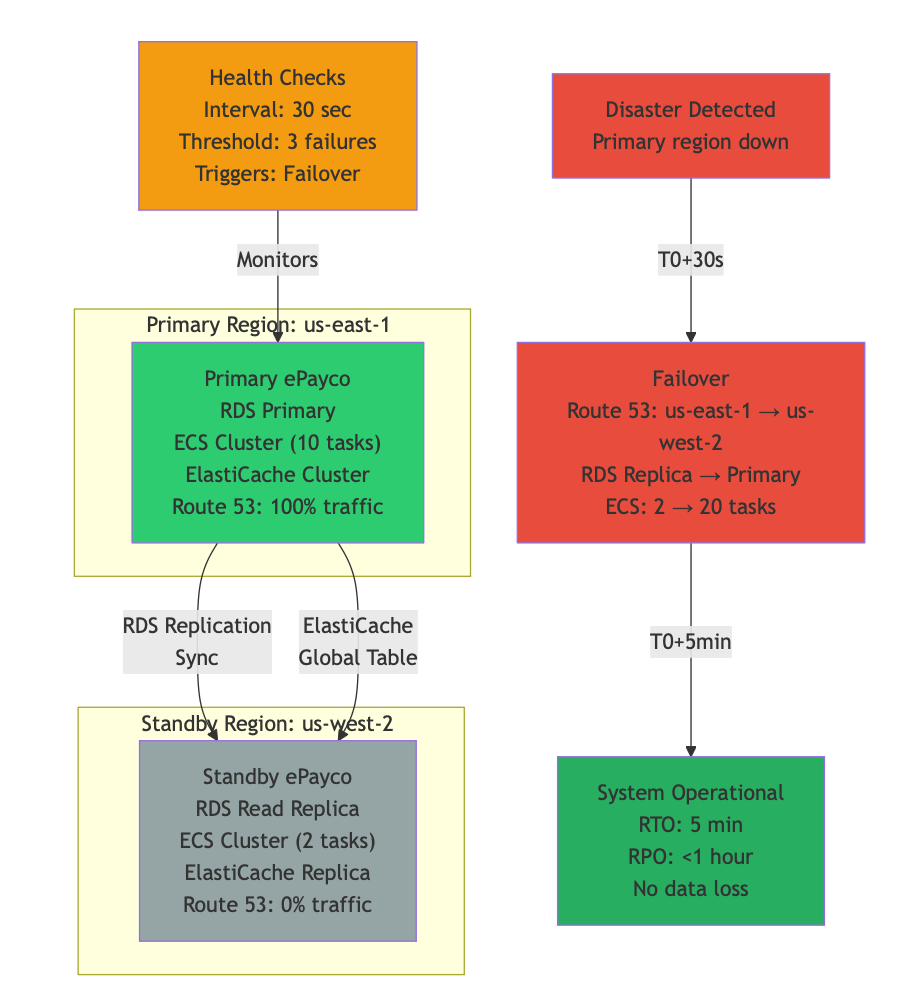 Health Checks
Interval: 30 sec
Threshold: 3 failures
Triggers: Failover
Monitors
Primary Region: us-east-1
Primary ePayco
RDS Primary
ECS Cluster (10 tasks)
ElastiCache Cluster
Route 53: 100% traffic
RDS Replication
Sync
ElastiCache
Global Table
Standby Region: us-west-2
Standby ePayco
RDS Read Replica
ECS Cluster (2 tasks)
ElastiCache Replica
Route 53: 0% traffic
Disaster Detected
Primary region down
T0+30s
Failover
Route 53: us-east-1 → us-
west-2
RDS Replica → Primary
ECS: 2 → 20 tasks
T0+5min
System Operational
RTO: 5 min
RPO: <1 hour
No data loss